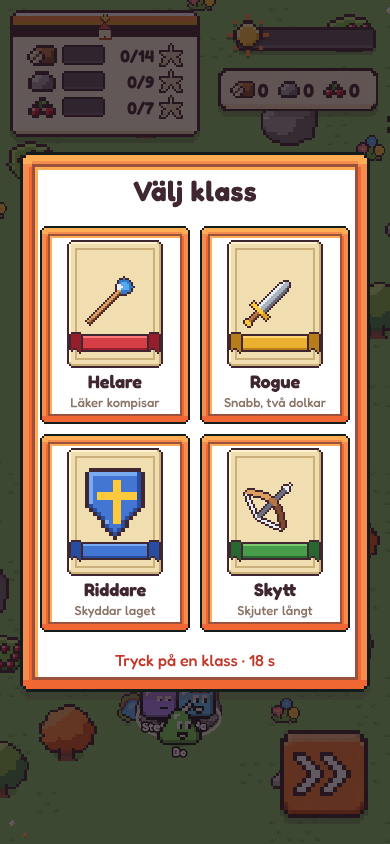 0/14
0/9
0/7
0 0 0
Välj klass
Helare
Läker kompisar
Rogue
Snabb, två dolkar
Riddare
Skyddar laget
Skytt
Skjuter långt
Tryck på en klass · 18 s
Bo